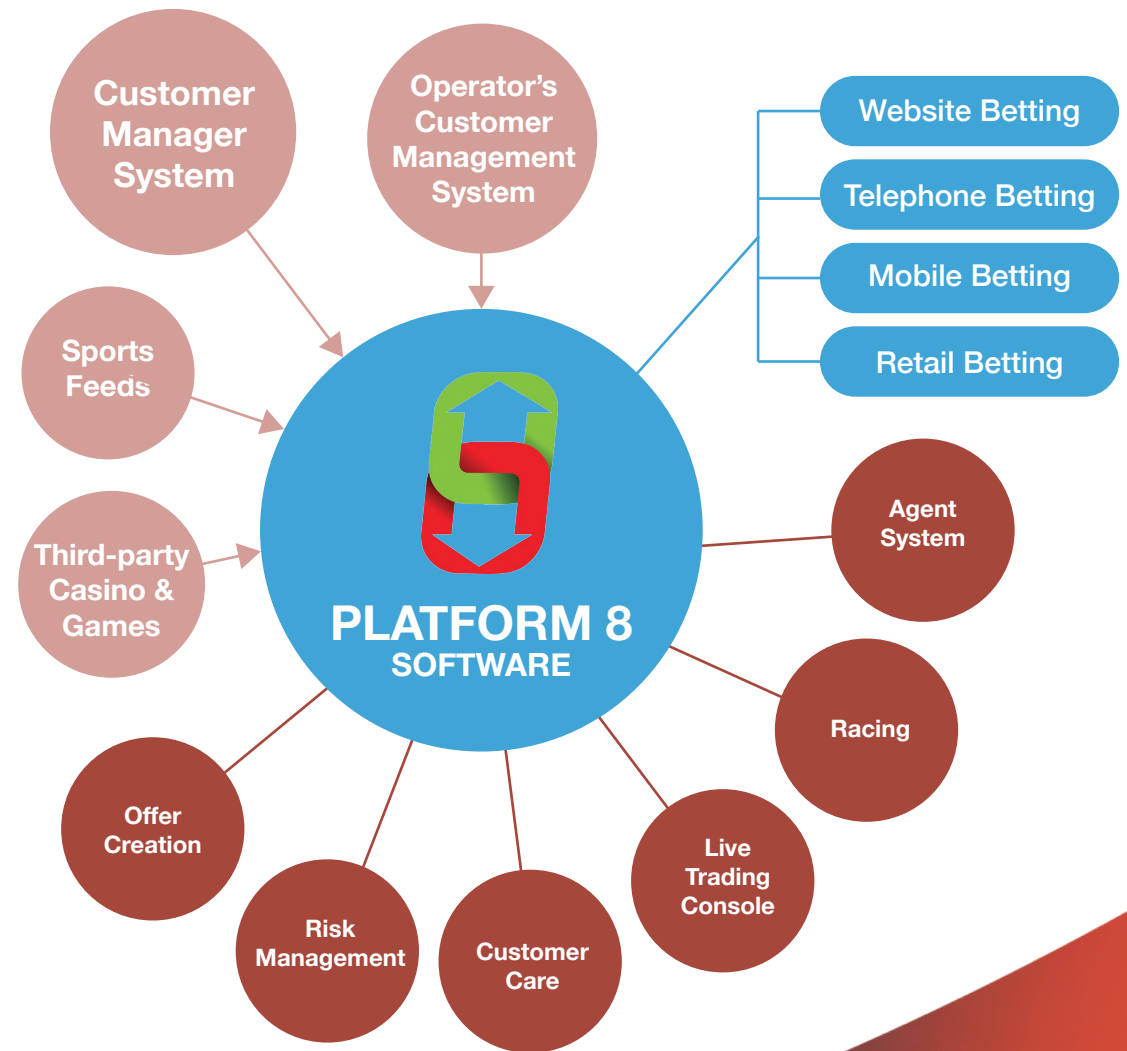 Customer
Manager
System
Operator's
Customer
Management
System
Website Betting
Telephone Betting
Mobile Betting
Retail Betting
Sports
Feeds
Third-party
Casino &
Games
PLATFORM 8
SOFTWARE
Agent
System
Racing
Live
Trading
Console
Customer
Care
Risk
Management
Offer
Creation